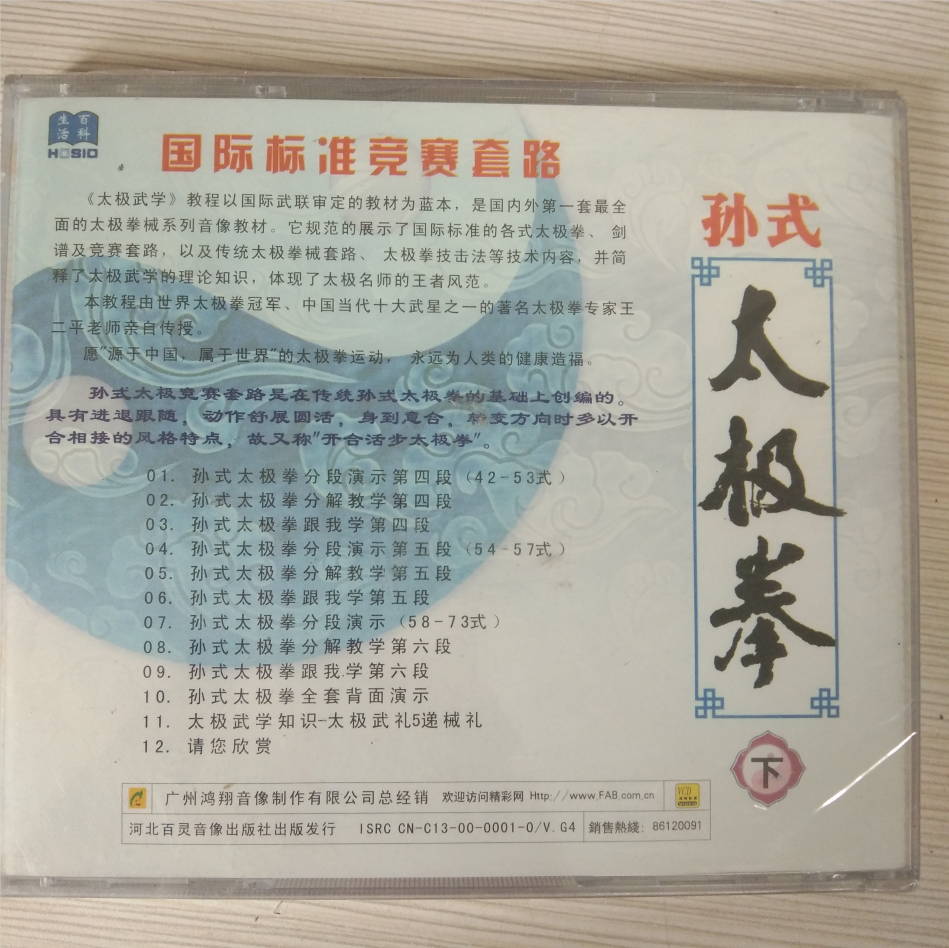 生百
活科
HOSIO
国际标准竞赛套路
《太极武学》教程以国际武联审定的教材为蓝本，是国内外第一套最全
面的太极拳械系列音像教材。它规范的展示了国际标准的各式太极拳、 剑
谱及竞赛套路，以及传统太极拳械套路、 太极拳技击法等技术内容，并简
释了太极武学的理论知识，体现了太极名师的王者风范。
本教程由世界太极拳冠军、中国当代十大武星之一的著名太极拳专家王
二平老师亲自传授。
愿"源于中国，属于世界"的太极拳运动， 永远为人类的健康造福。
孙式太极竞赛套路是在传统孙式太极拳的基础上创编的。
具有进退跟随，动作舒展圆活，身到意合，转变方向时多以开
合相接的风格特点，故又称"开合活步太极拳"。
01. 孙式太极拳分段演示第四段（42-53式）
02. 孙式太极拳分解教学第四段
03. 孙式太极拳跟我学第四段
04. 孙式太极拳分段演示第五段（54-57式）
05. 孙式太极拳分解教学第五段
06. 孙式太极拳跟我学第五段
07. 孙式太极拳分段演示（58-73式）
08. 孙式太极拳分解教学第六段
09. 孙式太极拳跟我学第六段
10. 孙式太极拳全套背面演示
11. 太极武学知识-太极武礼5递械礼
12. 请您欣赏
孙式
太极拳
下
广州鸿翔音像制作有限公司总经销 欢迎访问精彩网 Http://www.FAB.com.cn
VCD
河北百灵音像出版社出版发行 ISRC CN-C13-00-0001-0/V.G4 銷售熱綫：86120091